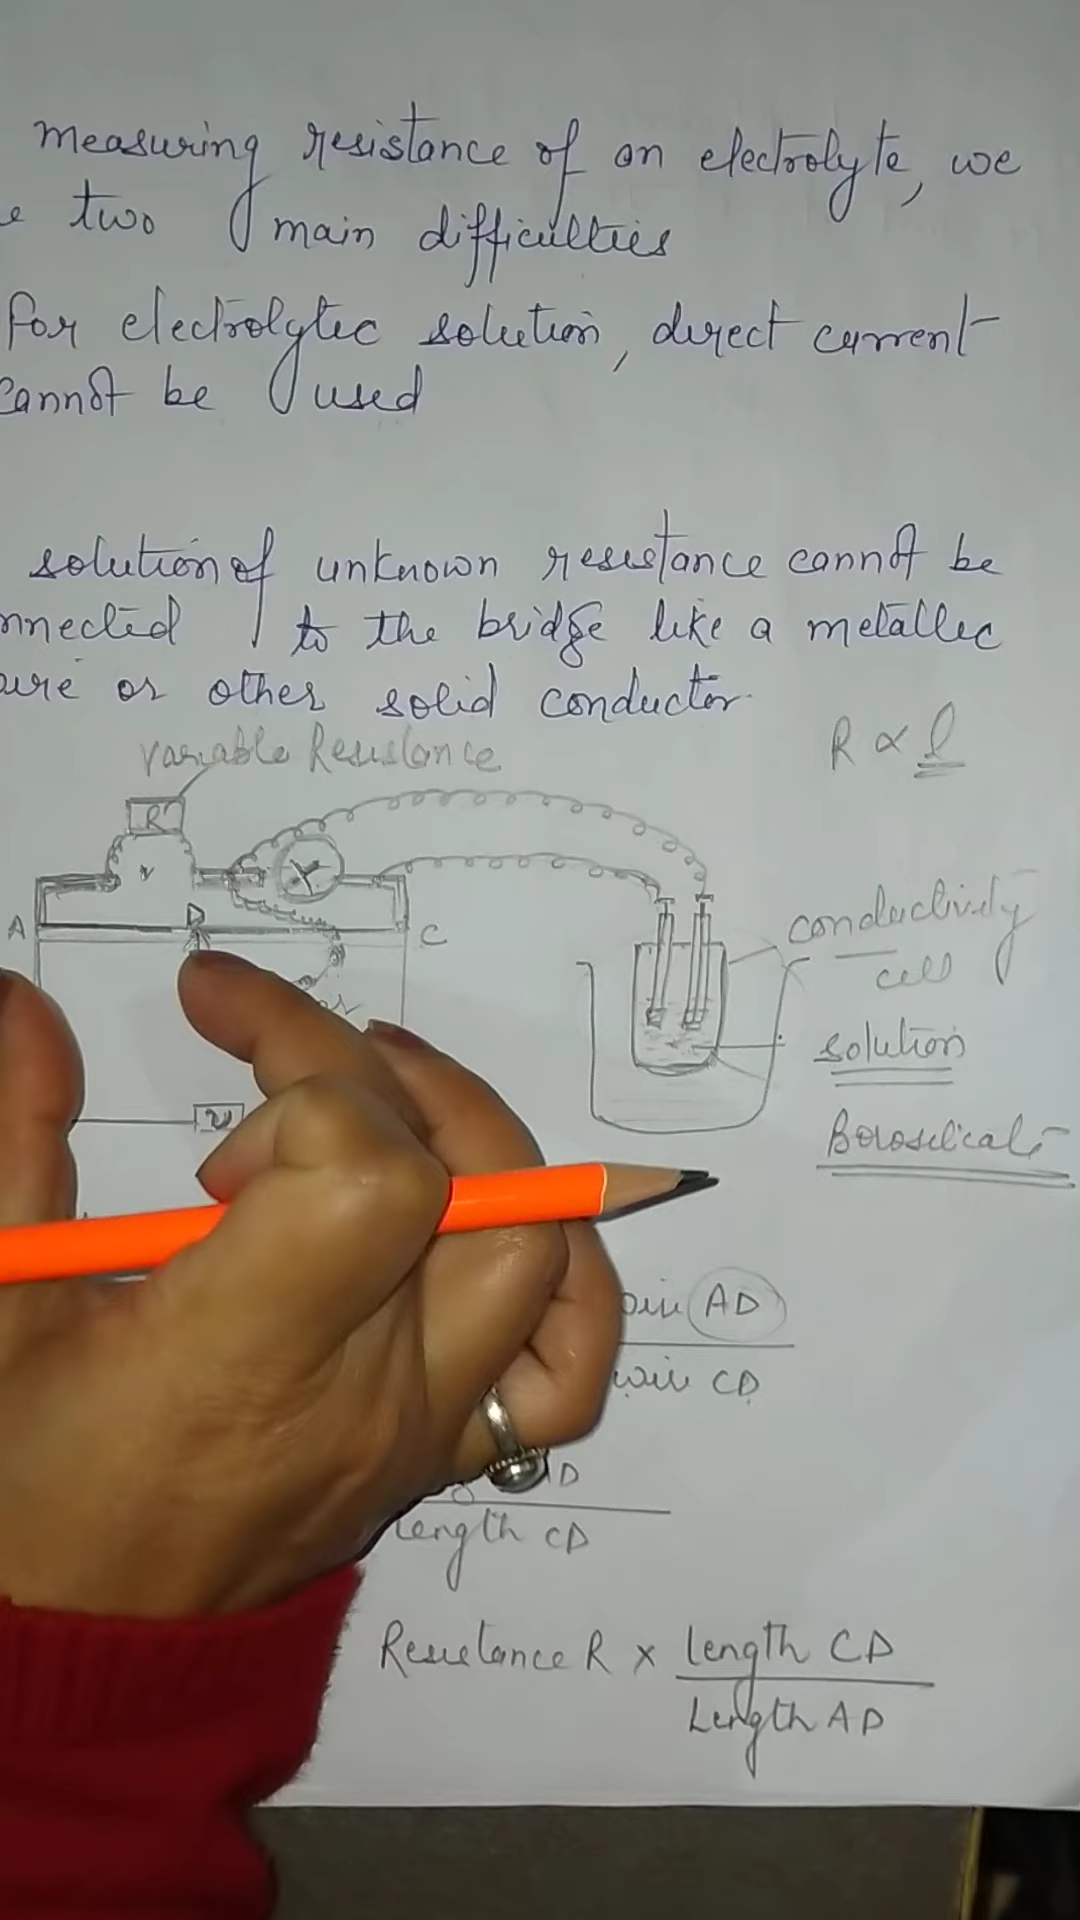 measuring resistance of an electrolyte, we
two main difficulties
for electrolytic solution, direct current
cannot be used
solution of unknown resistance cannot be
nnected to the bridge like a metallic
wire or other solid conductor
variable Resistance
R ∝ l
R
X
A
D
C
conductivity
cell
solution
Borosilicate
AD
wire CD
D
length CD
Resistance R x length CD
Length AD